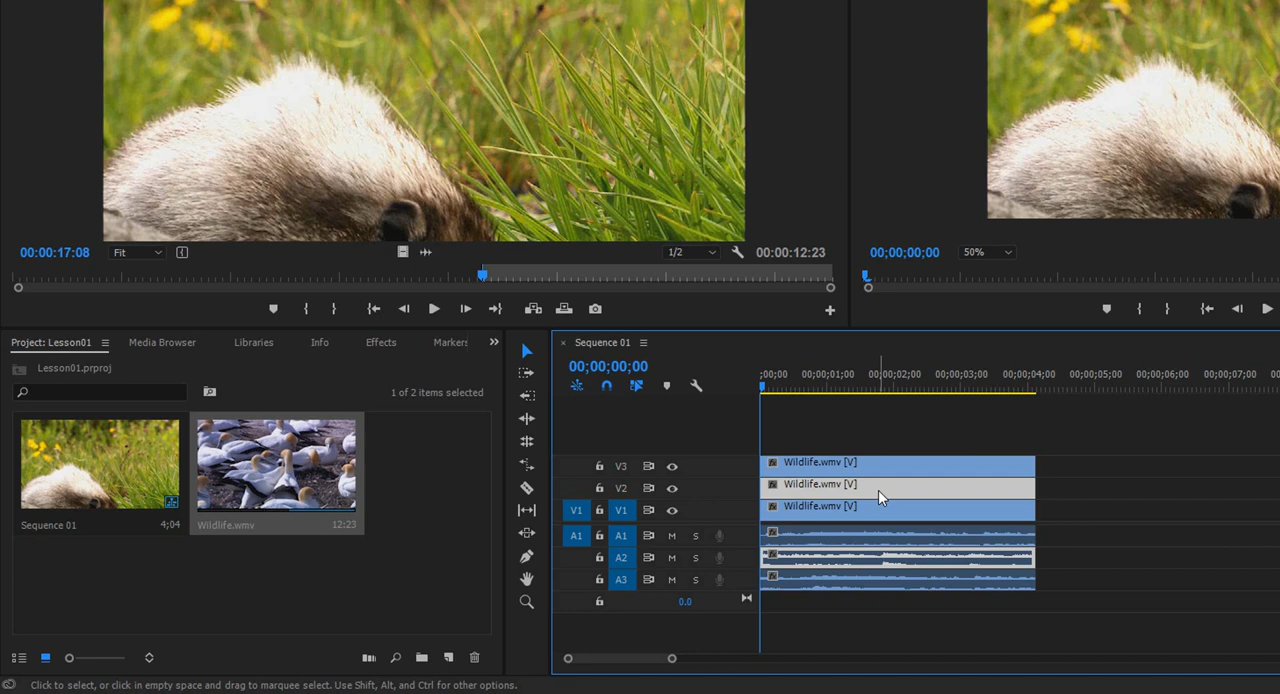 00:00:17:08 Fit 1/2 00:00:12:23
00;00;00;00 50%
Project: Lesson01 Media Browser Libraries Info Effects Markers
Lesson01.prproj
1 of 2 items selected
Sequence 01 4;04
Wildlife.wmv 12:23
Sequence 01
00;00;00;00
;00;00 00;00;01;00 00;00;02;00 00;00;03;00 00;00;04;00 00;00;05;00 00;00;06;00 00;00;07;00 00
V3 Wildlife.wmv [V]
V2 Wildlife.wmv [V]
V1 V1 Wildlife.wmv [V]
A1 A1 M S
A2 M S
A3 M S
0.0
Click to select, or click in empty space and drag to marquee select. Use Shift, Alt, and Ctrl for other options.